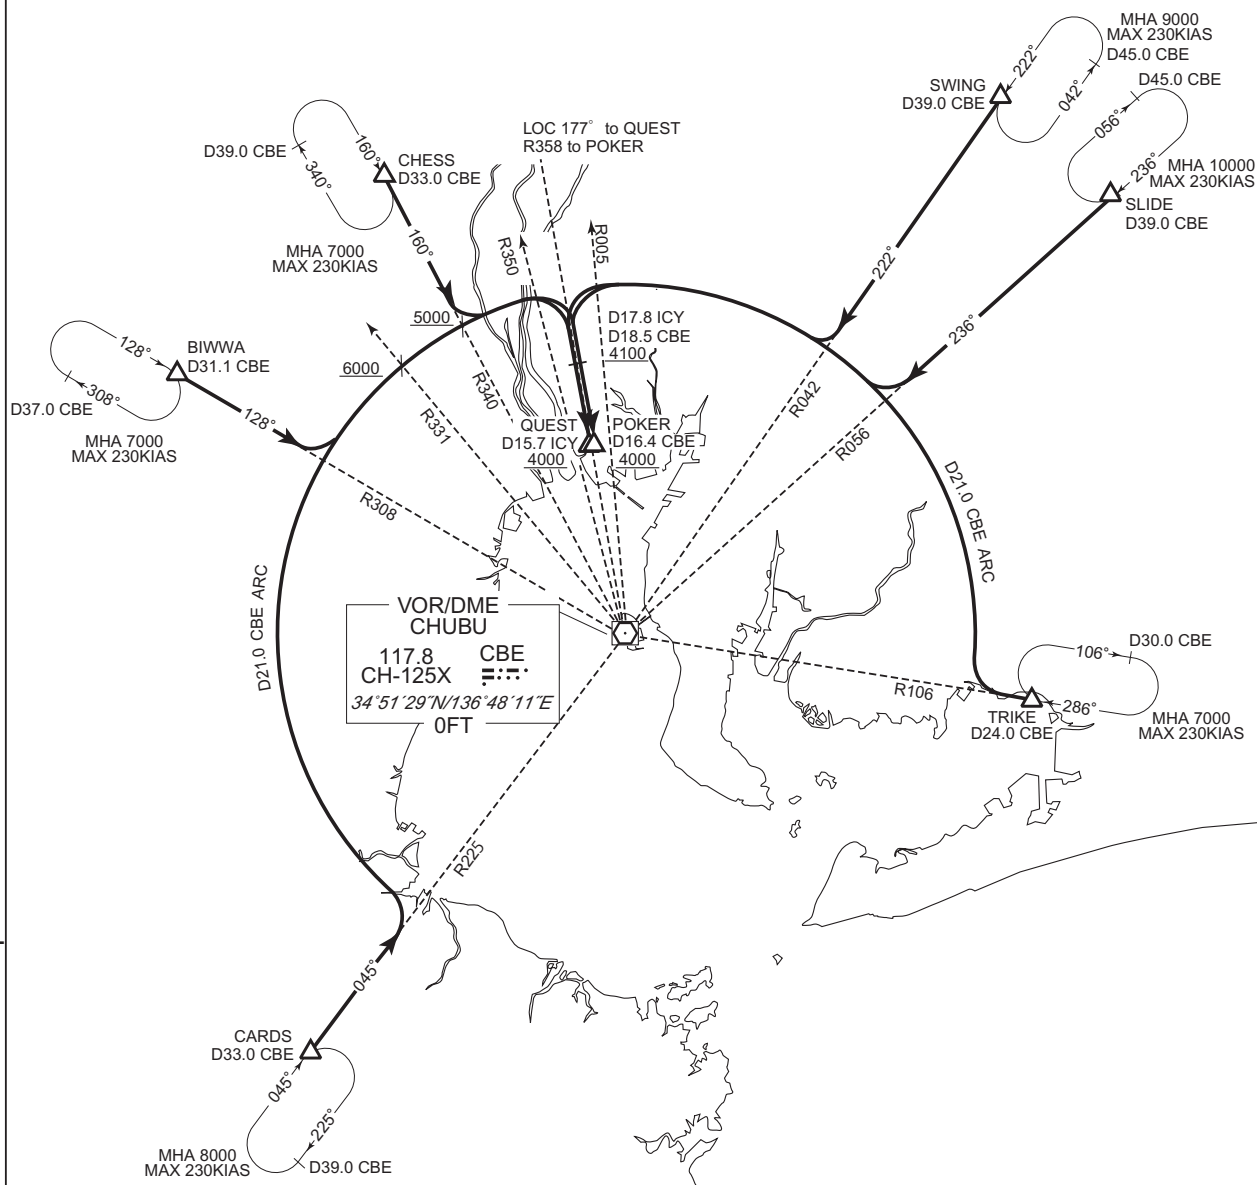 MHA 9000
MAX 230KIAS
D45.0 CBE
222°
042°
SWING
D39.0 CBE
D45.0 CBE
056°
236°
MHA 10000
MAX 230KIAS
SLIDE
D39.0 CBE
LOC 177° to QUEST
R358 to POKER
D39.0 CBE
160°
340°
CHESS
D33.0 CBE
MHA 7000
MAX 230KIAS
160°
R350
R005
222°
236°
5000
6000
D17.8 ICY
D18.5 CBE
4100
128°
308°
BIWWA
D31.1 CBE
D37.0 CBE
MHA 7000
MAX 230KIAS
128°
R331
R340
R042
R056
QUEST
D15.7 ICY
4000
POKER
D16.4 CBE
4000
R308
D21.0 CBE ARC
D21.0 CBE ARC
VOR/DME
CHUBU
117.8 CBE
CH-125X
34°51´29˝N/136°48´11˝E
0FT
R106
106°
D30.0 CBE
286°
TRIKE
D24.0 CBE
MHA 7000
MAX 230KIAS
R225
045°
CARDS
D33.0 CBE
045°
225°
MHA 8000
MAX 230KIAS
D39.0 CBE